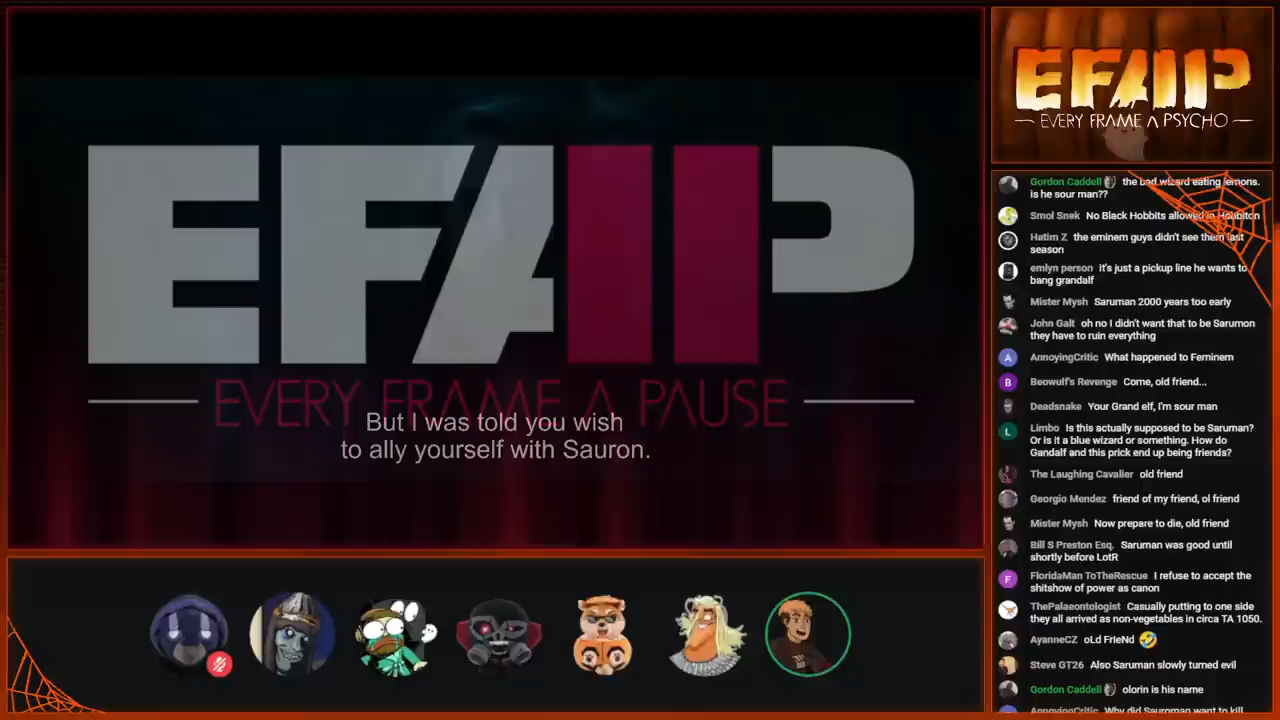 EFAP
EVERY FRAME A PAUSE
But I was told you wish
to ally yourself with Sauron.
EFAP
EVERY FRAME A PSYCHO
Gordon Caddell the bad wizard eating lemons.
is he sour man??
Smol Snek No Black Hobbits allowed in Hobbiton
Hatim Z the eminem guys didn't see them last
season
emlyn person it's just a pickup line he wants to
bang grandalf
Mister Mysh Saruman 2000 years too early
John Galt oh no I didn't want that to be Sarumon
they have to ruin everything
A AnnoyingCritic What happened to Feminem
B Beowulf's Revenge Come, old friend...
Deadsnake Your Grand elf, I'm sour man
Limbo Is this actually supposed to be Saruman?
L Or is it a blue wizard or something. How do
Gandalf and this prick end up being friends?
The Laughing Cavalier old friend
Georgio Mendez friend of my friend, ol friend
Mister Mysh Now prepare to die, old friend
Bill S Preston Esq. Saruman was good until
shortly before LotR
F FloridaMan ToTheRescue I refuse to accept the
shitshow of power as canon
ThePalaeontologist Casually putting to one side
they all arrived as non-vegetables in circa TA 1050.
AyanneCZ oLd FrIeNd 🤣
Steve GT26 Also Saruman slowly turned evil
Gordon Caddell olorin is his name
AnnoyingCritic Why did Sauroman want to kill